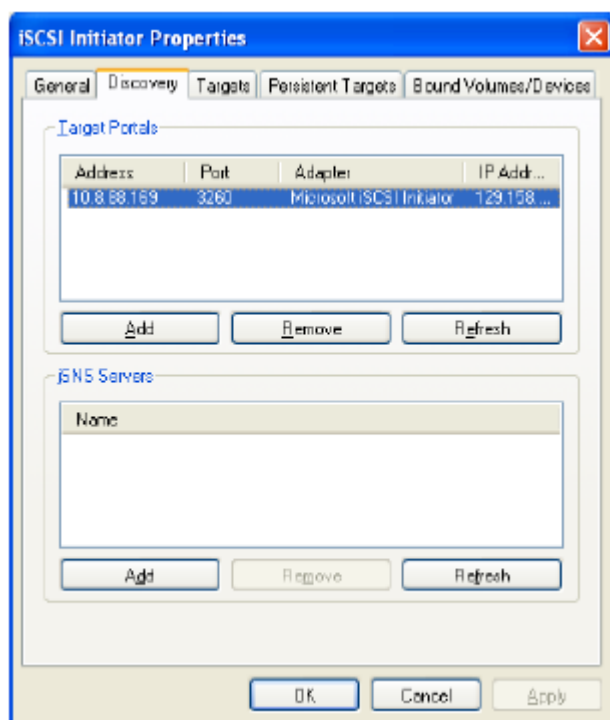 iSCSI Initiator Properties
General Discovery Targets Persistent Targets Bound Volumes/Devices
Target Portals
Address Port Adapter IP Addr...
10.8.88.169 3260 Microsoft iSCSI Initiator 129.158....
Add Remove Refresh
iSNS Servers
Name
Add Remove Refresh
OK Cancel Apply